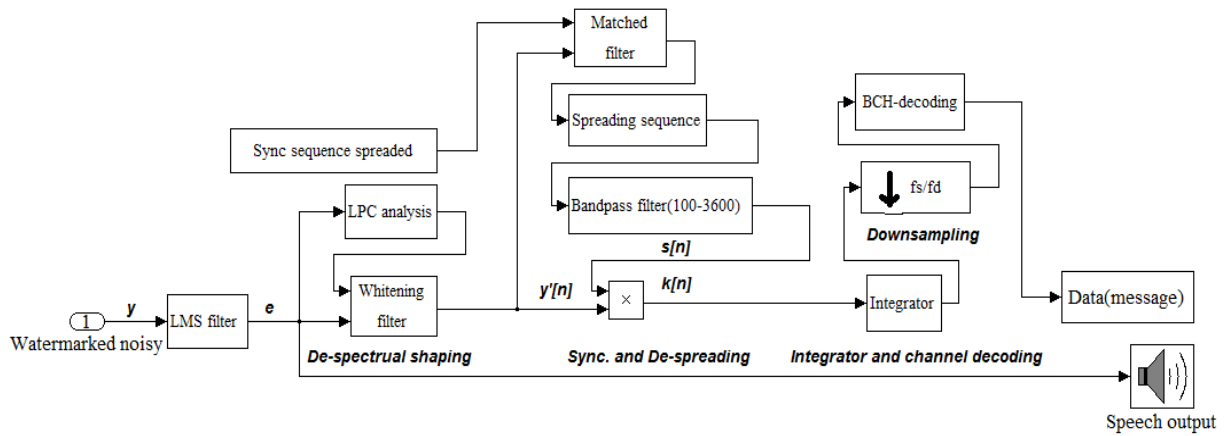 Matched
filter
BCH-decoding
Spreading sequence
Sync sequence spreaded
fs/fd
LPC analysis
Bandpass filter(100-3600)
Downsampling
s[n]
Whitening
filter
y'[n]
k[n]
×
Integrator
Data(message)
y
e
1
LMS filter
Watermarked noisy
De-spectrual shaping
Sync. and De-spreading
Integrator and channel decoding
Speech output